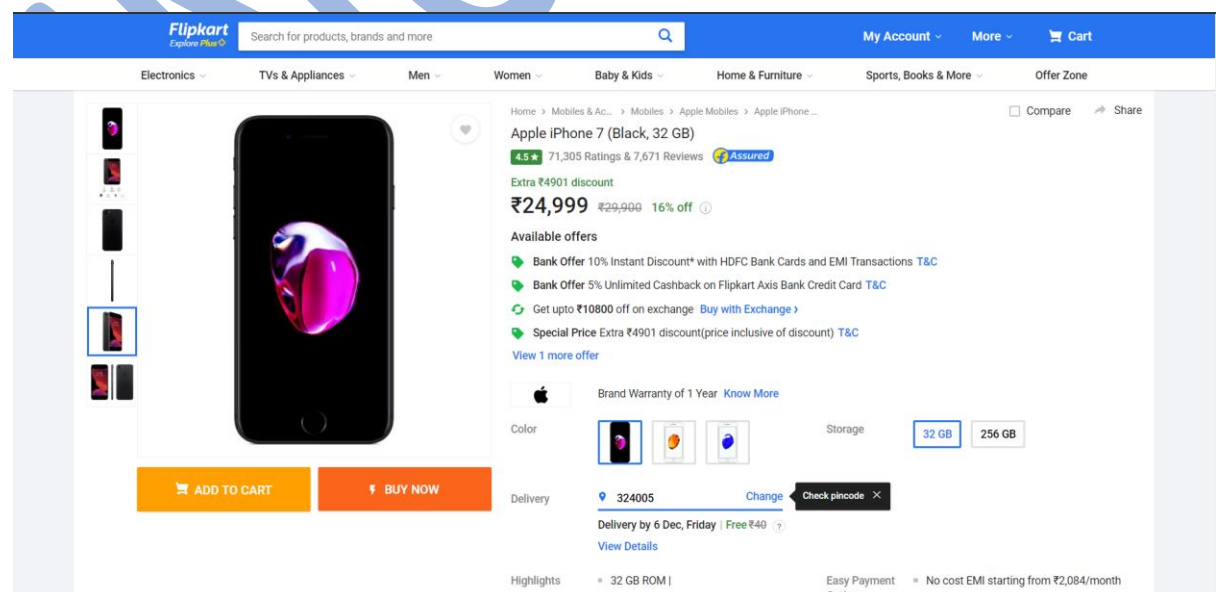 Flipkart
Explore Plus
Search for products, brands and more
My Account
More
Cart
Electronics
TVs & Appliances
Men
Women
Baby & Kids
Home & Furniture
Sports, Books & More
Offer Zone
Home > Mobiles & Ac... > Mobiles > Apple Mobiles > Apple iPhone ...
Compare
Share
Apple iPhone 7 (Black, 32 GB)
4.5 ★ 71,305 Ratings & 7,671 Reviews Assured
Extra ₹4901 discount
₹24,999 ₹29,900 16% off
Available offers
Bank Offer 10% Instant Discount* with HDFC Bank Cards and EMI Transactions T&C
Bank Offer 5% Unlimited Cashback on Flipkart Axis Bank Credit Card T&C
Get upto ₹10800 off on exchange Buy with Exchange >
Special Price Extra ₹4901 discount(price inclusive of discount) T&C
View 1 more offer
Brand Warranty of 1 Year Know More
Color
Storage
32 GB
256 GB
ADD TO CART
BUY NOW
Delivery
324005
Change
Check pincode ×
Delivery by 6 Dec, Friday | Free ₹40 ?
View Details
Highlights
32 GB ROM |
Easy Payment
No cost EMI starting from ₹2,084/month